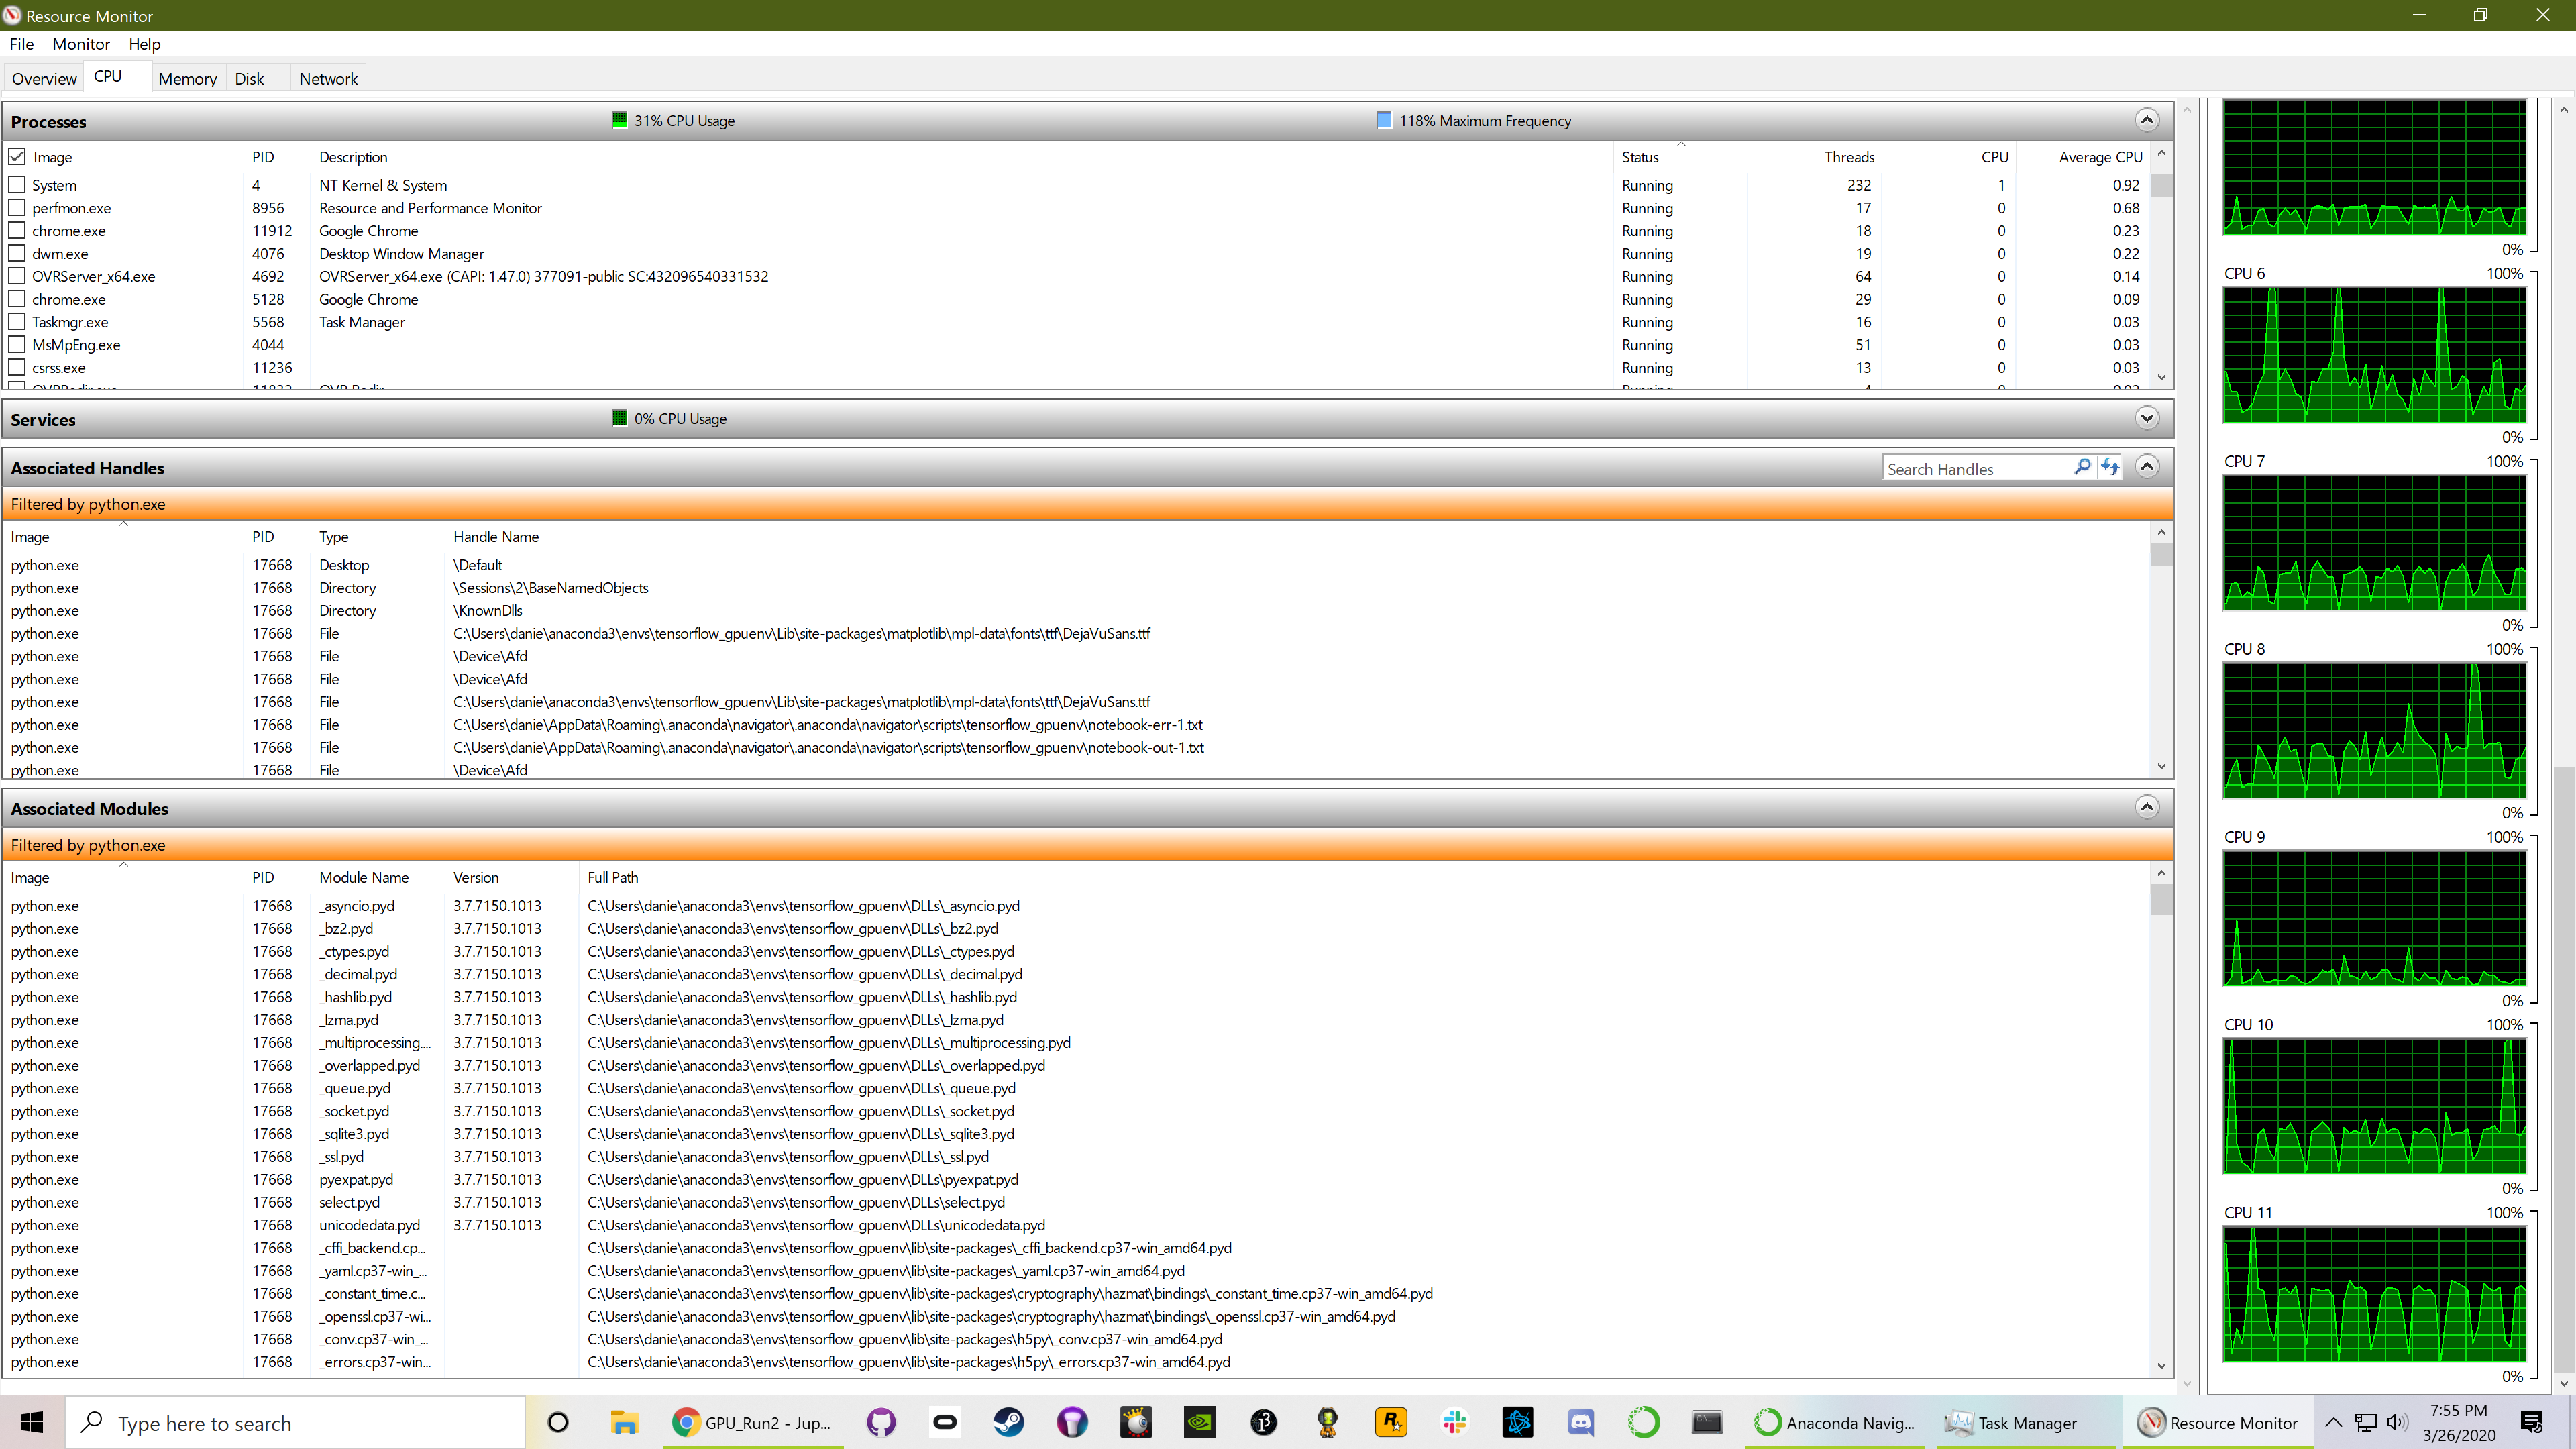 Resource Monitor
File Monitor Help
Overview CPU Memory Disk Network
Processes 31% CPU Usage 118% Maximum Frequency
Image PID Description Status Threads CPU Average CPU
System 4 NT Kernel & System Running 232 1 0.92
perfmon.exe 8956 Resource and Performance Monitor Running 17 0 0.68
chrome.exe 11912 Google Chrome Running 18 0 0.23
dwm.exe 4076 Desktop Window Manager Running 19 0 0.22
OVRServer_x64.exe 4692 OVRServer_x64.exe (CAPI: 1.47.0) 377091-public SC:432096540331532 Running 64 0 0.14
chrome.exe 5128 Google Chrome Running 29 0 0.09
Taskmgr.exe 5568 Task Manager Running 16 0 0.03
MsMpEng.exe 4044 Running 51 0 0.03
csrss.exe 11236 Running 13 0 0.03
Services 0% CPU Usage
Associated Handles Search Handles
Filtered by python.exe
Image PID Type Handle Name
python.exe 17668 Desktop \Default
python.exe 17668 Directory \Sessions\2\BaseNamedObjects
python.exe 17668 Directory \KnownDlls
python.exe 17668 File C:\Users\danie\anaconda3\envs\tensorflow_gpuenv\Lib\site-packages\matplotlib\mpl-data\fonts\ttf\DejaVuSans.ttf
python.exe 17668 File \Device\Afd
python.exe 17668 File \Device\Afd
python.exe 17668 File C:\Users\danie\anaconda3\envs\tensorflow_gpuenv\Lib\site-packages\matplotlib\mpl-data\fonts\ttf\DejaVuSans.ttf
python.exe 17668 File C:\Users\danie\AppData\Roaming\.anaconda\navigator\.anaconda\navigator\scripts\tensorflow_gpuenv\notebook-err-1.txt
python.exe 17668 File C:\Users\danie\AppData\Roaming\.anaconda\navigator\.anaconda\navigator\scripts\tensorflow_gpuenv\notebook-out-1.txt
python.exe 17668 File \Device\Afd
Associated Modules
Filtered by python.exe
Image PID Module Name Version Full Path
python.exe 17668 _asyncio.pyd 3.7.7150.1013 C:\Users\danie\anaconda3\envs\tensorflow_gpuenv\DLLs\_asyncio.pyd
python.exe 17668 _bz2.pyd 3.7.7150.1013 C:\Users\danie\anaconda3\envs\tensorflow_gpuenv\DLLs\_bz2.pyd
python.exe 17668 _ctypes.pyd 3.7.7150.1013 C:\Users\danie\anaconda3\envs\tensorflow_gpuenv\DLLs\_ctypes.pyd
python.exe 17668 _decimal.pyd 3.7.7150.1013 C:\Users\danie\anaconda3\envs\tensorflow_gpuenv\DLLs\_decimal.pyd
python.exe 17668 _hashlib.pyd 3.7.7150.1013 C:\Users\danie\anaconda3\envs\tensorflow_gpuenv\DLLs\_hashlib.pyd
python.exe 17668 _lzma.pyd 3.7.7150.1013 C:\Users\danie\anaconda3\envs\tensorflow_gpuenv\DLLs\_lzma.pyd
python.exe 17668 _multiprocessing.... 3.7.7150.1013 C:\Users\danie\anaconda3\envs\tensorflow_gpuenv\DLLs\_multiprocessing.pyd
python.exe 17668 _overlapped.pyd 3.7.7150.1013 C:\Users\danie\anaconda3\envs\tensorflow_gpuenv\DLLs\_overlapped.pyd
python.exe 17668 _queue.pyd 3.7.7150.1013 C:\Users\danie\anaconda3\envs\tensorflow_gpuenv\DLLs\_queue.pyd
python.exe 17668 _socket.pyd 3.7.7150.1013 C:\Users\danie\anaconda3\envs\tensorflow_gpuenv\DLLs\_socket.pyd
python.exe 17668 _sqlite3.pyd 3.7.7150.1013 C:\Users\danie\anaconda3\envs\tensorflow_gpuenv\DLLs\_sqlite3.pyd
python.exe 17668 _ssl.pyd 3.7.7150.1013 C:\Users\danie\anaconda3\envs\tensorflow_gpuenv\DLLs\_ssl.pyd
python.exe 17668 pyexpat.pyd 3.7.7150.1013 C:\Users\danie\anaconda3\envs\tensorflow_gpuenv\DLLs\pyexpat.pyd
python.exe 17668 select.pyd 3.7.7150.1013 C:\Users\danie\anaconda3\envs\tensorflow_gpuenv\DLLs\select.pyd
python.exe 17668 unicodedata.pyd 3.7.7150.1013 C:\Users\danie\anaconda3\envs\tensorflow_gpuenv\DLLs\unicodedata.pyd
python.exe 17668 _cffi_backend.cp... C:\Users\danie\anaconda3\envs\tensorflow_gpuenv\lib\site-packages\_cffi_backend.cp37-win_amd64.pyd
python.exe 17668 _yaml.cp37-win_... C:\Users\danie\anaconda3\envs\tensorflow_gpuenv\lib\site-packages\_yaml.cp37-win_amd64.pyd
python.exe 17668 _constant_time.c... C:\Users\danie\anaconda3\envs\tensorflow_gpuenv\lib\site-packages\cryptography\hazmat\bindings\_constant_time.cp37-win_amd64.pyd
python.exe 17668 _openssl.cp37-wi... C:\Users\danie\anaconda3\envs\tensorflow_gpuenv\lib\site-packages\cryptography\hazmat\bindings\_openssl.cp37-win_amd64.pyd
python.exe 17668 _conv.cp37-win_... C:\Users\danie\anaconda3\envs\tensorflow_gpuenv\lib\site-packages\h5py\_conv.cp37-win_amd64.pyd
python.exe 17668 _errors.cp37-win... C:\Users\danie\anaconda3\envs\tensorflow_gpuenv\lib\site-packages\h5py\_errors.cp37-win_amd64.pyd
0%
CPU 6 100%
0%
CPU 7 100%
0%
CPU 8 100%
0%
CPU 9 100%
0%
CPU 10 100%
0%
CPU 11 100%
0%
Type here to search GPU_Run2 - Jup... Anaconda Navig... Task Manager Resource Monitor 7:55 PM
3/26/2020